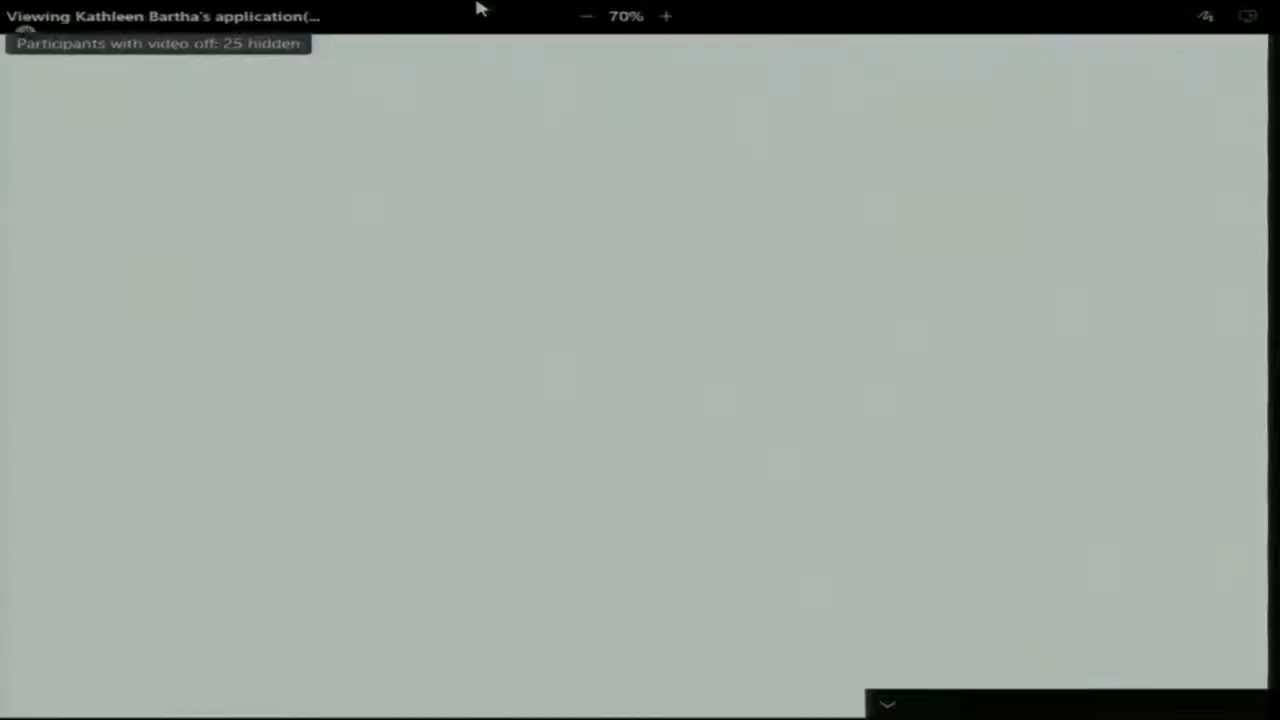 Viewing Kathleen Bartha's application(...
70%
Participants with video off: 25 hidden